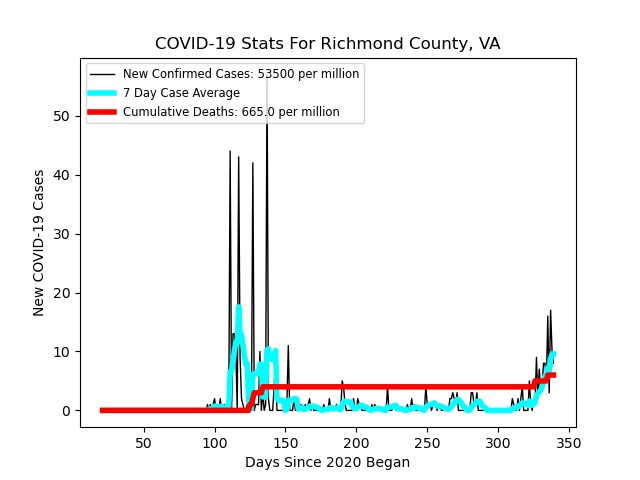 COVID-19 Stats For Richmond County, VA
New Confirmed Cases: 53500 per million
7 Day Case Average
Cumulative Deaths: 665.0 per million
New COVID-19 Cases
50
40
30
20
10
0
50 100 150 200 250 300 350
Days Since 2020 Began